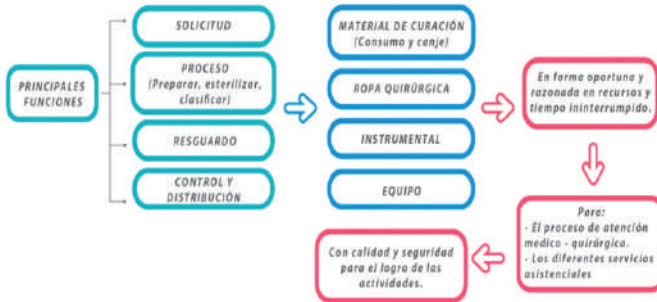 PRINCIPALES
FUNCIONES
SOLICITUD
PROCESO
(Preparar, esterilizar,
clasificar)
RESGUARDO
CONTROL Y
DISTRIBUCIÓN
MATERIAL DE CURACIÓN
(Consumo y canje)
ROPA QUIRÚRGICA
INSTRUMENTAL
EQUIPO
En forma oportuna y
razonada en recursos y
tiempo ininterrumpido.
Para:
- El proceso de atención
medico - quirúrgica.
- Los diferentes servicios
asistenciales
Con calidad y seguridad
para el logro de las
actividades.